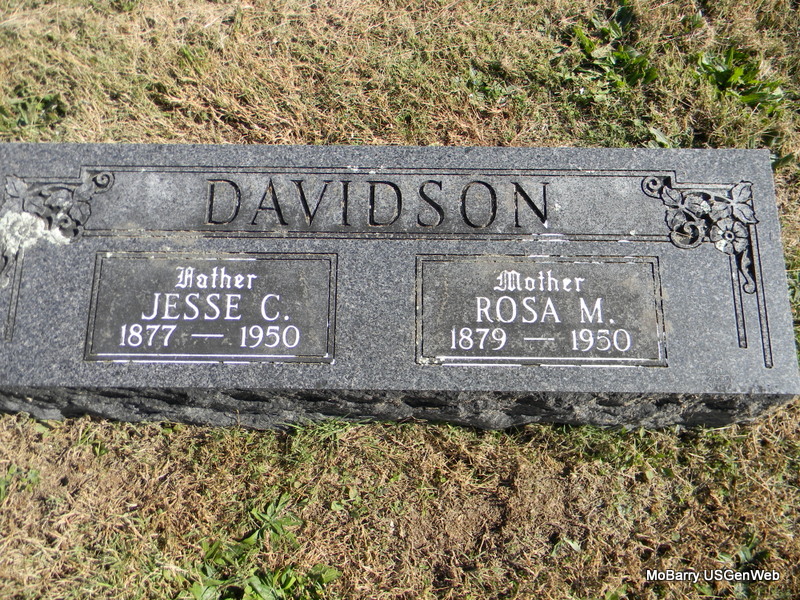 DAVIDSON
Father
JESSE C.
1877 — 1950
Mother
ROSA M.
1879 — 1950
MoBarry USGenWeb